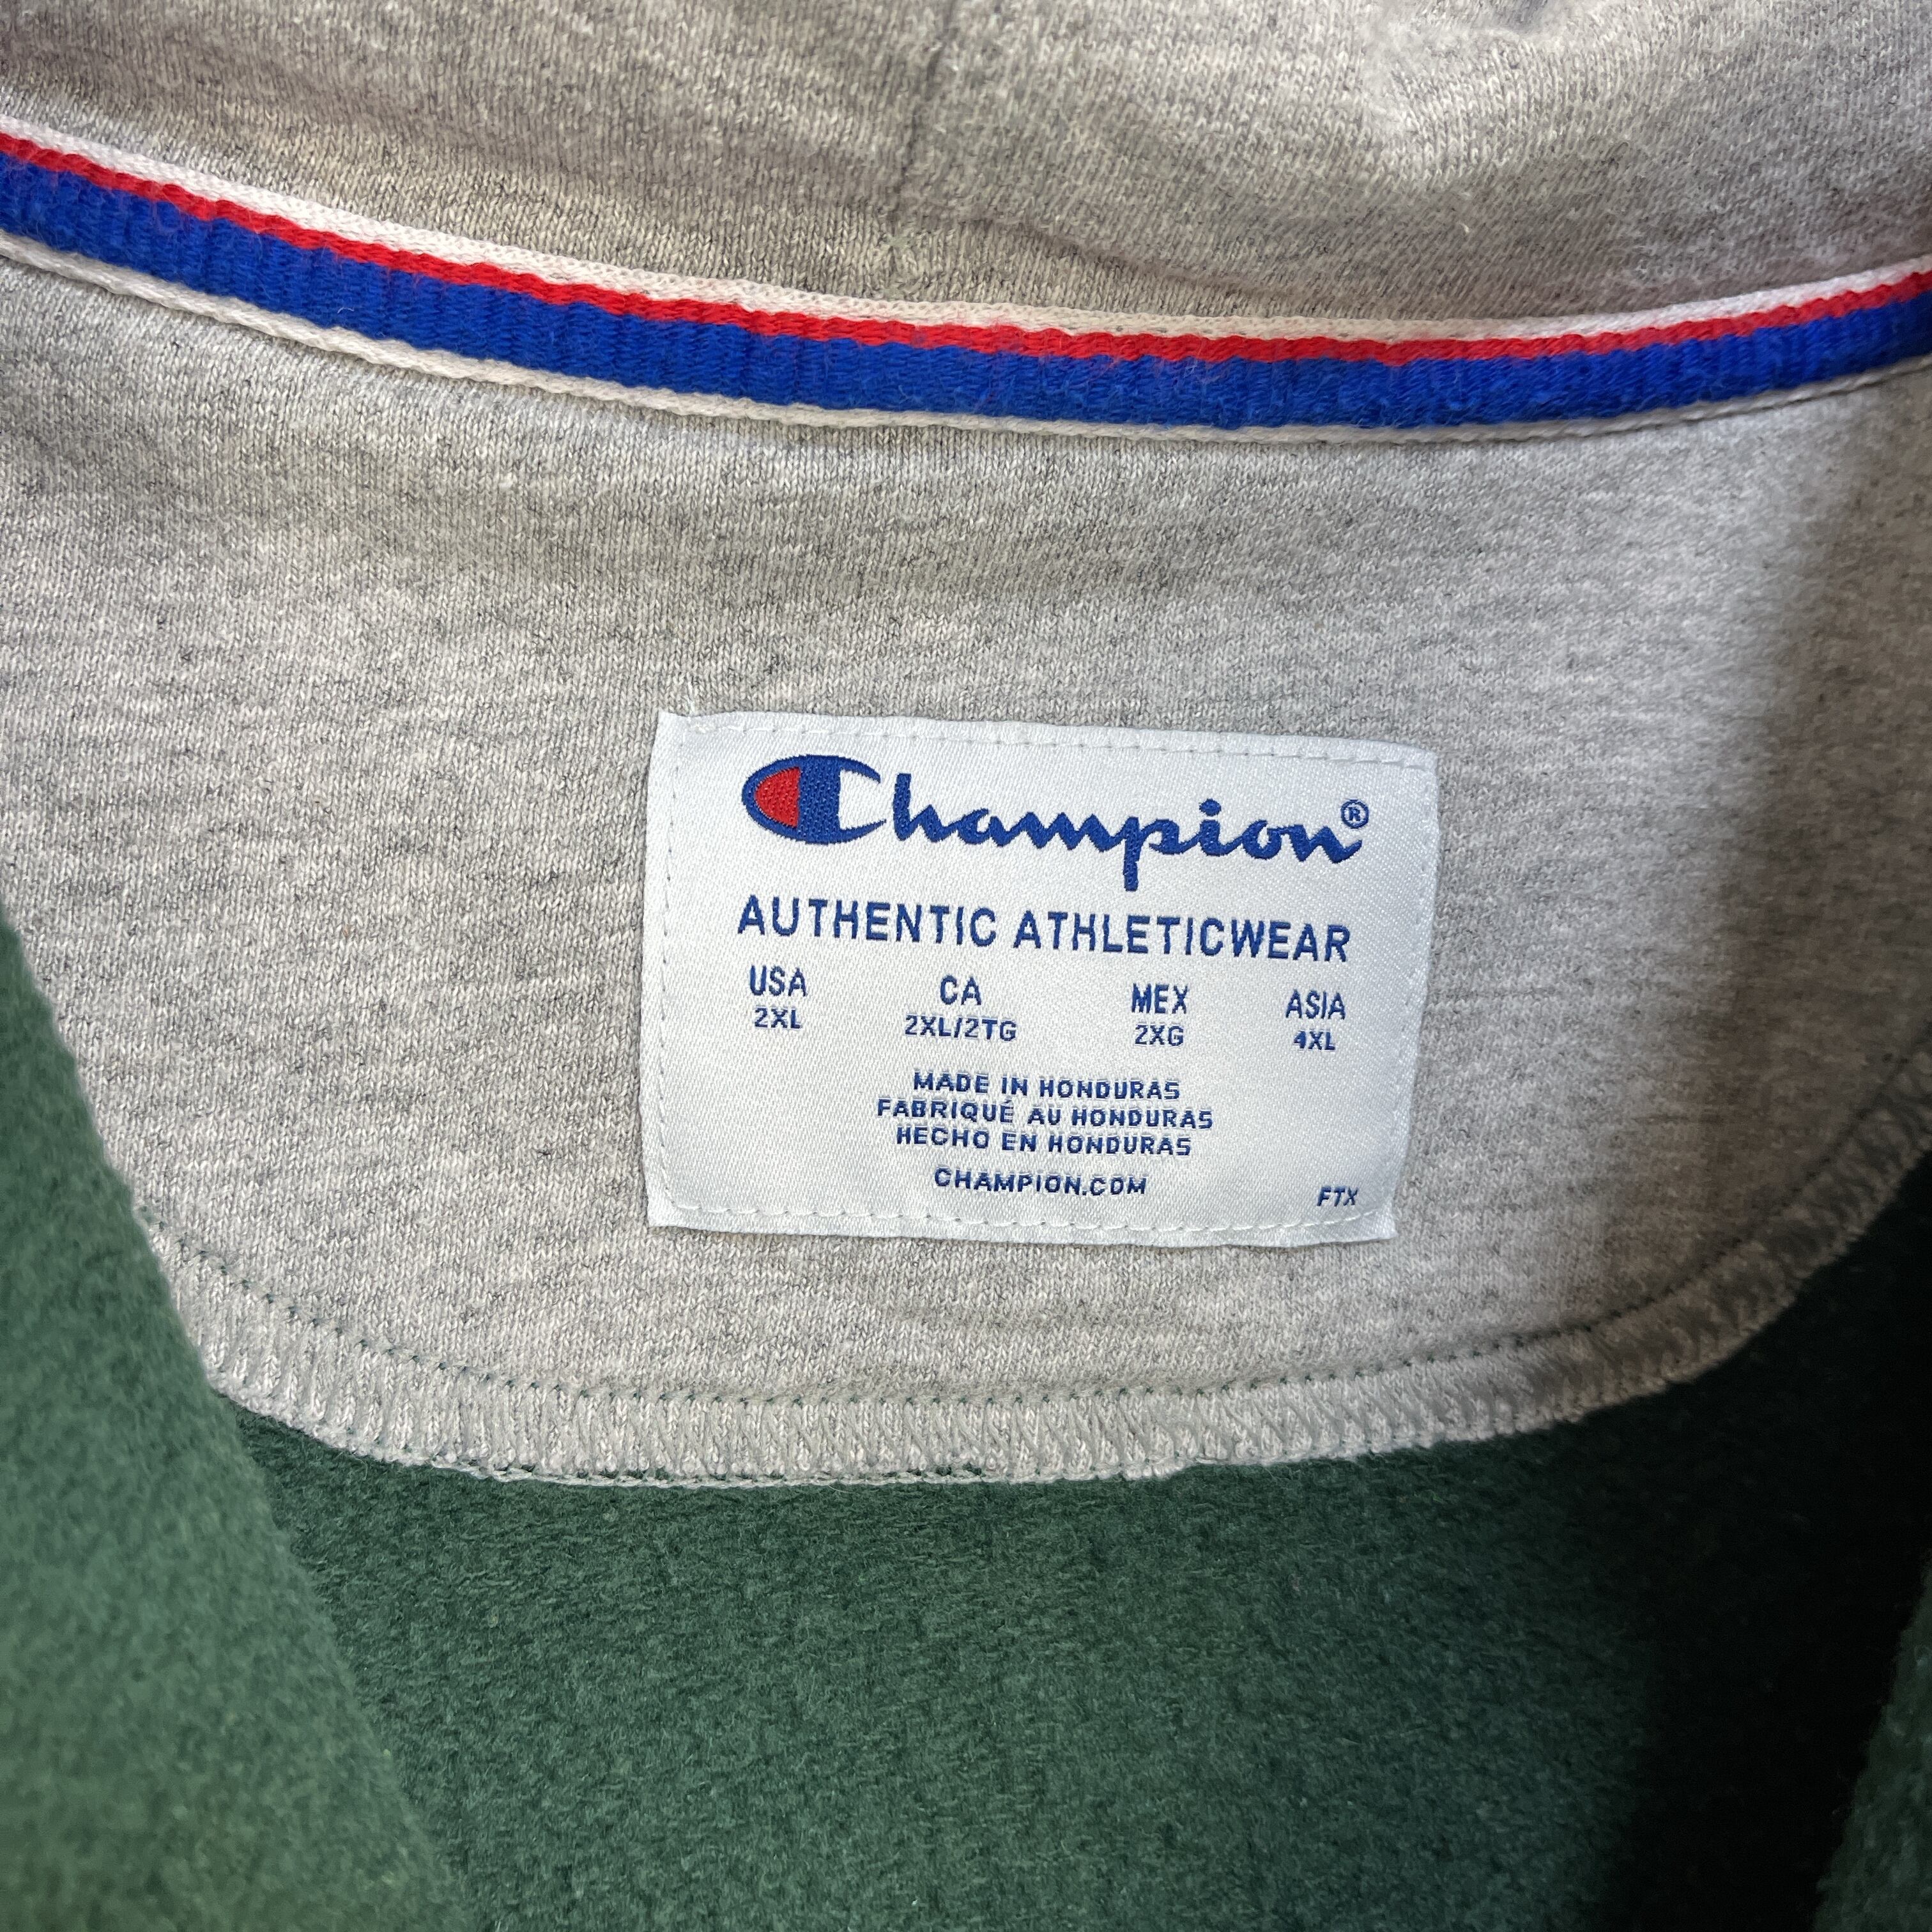 Champion®
AUTHENTIC ATHLETICWEAR
USA CA MEX ASIA
2XL 2XL/2TG 2XG 4XL
MADE IN HONDURAS
FABRIQUÉ AU HONDURAS
HECHO EN HONDURAS
CHAMPION.COM
FTX